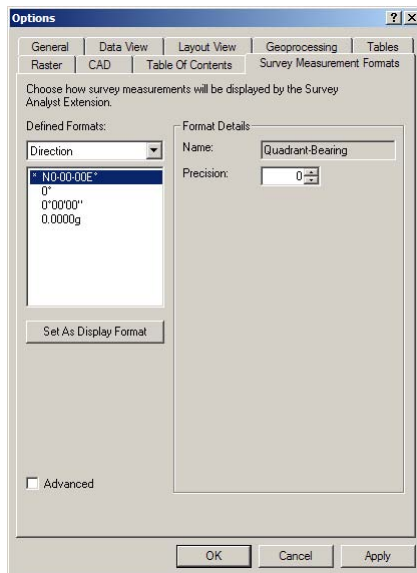 Options
General Data View Layout View Geoprocessing Tables
Raster CAD Table Of Contents Survey Measurement Formats
Choose how survey measurements will be displayed by the Survey
Analyst Extension.
Defined Formats:
Direction
* N0-00-00E*
0°
0°00'00"
0.0000g
Set As Display Format
Advanced
Format Details
Name: Quadrant-Bearing
Precision: 0
OK Cancel Apply